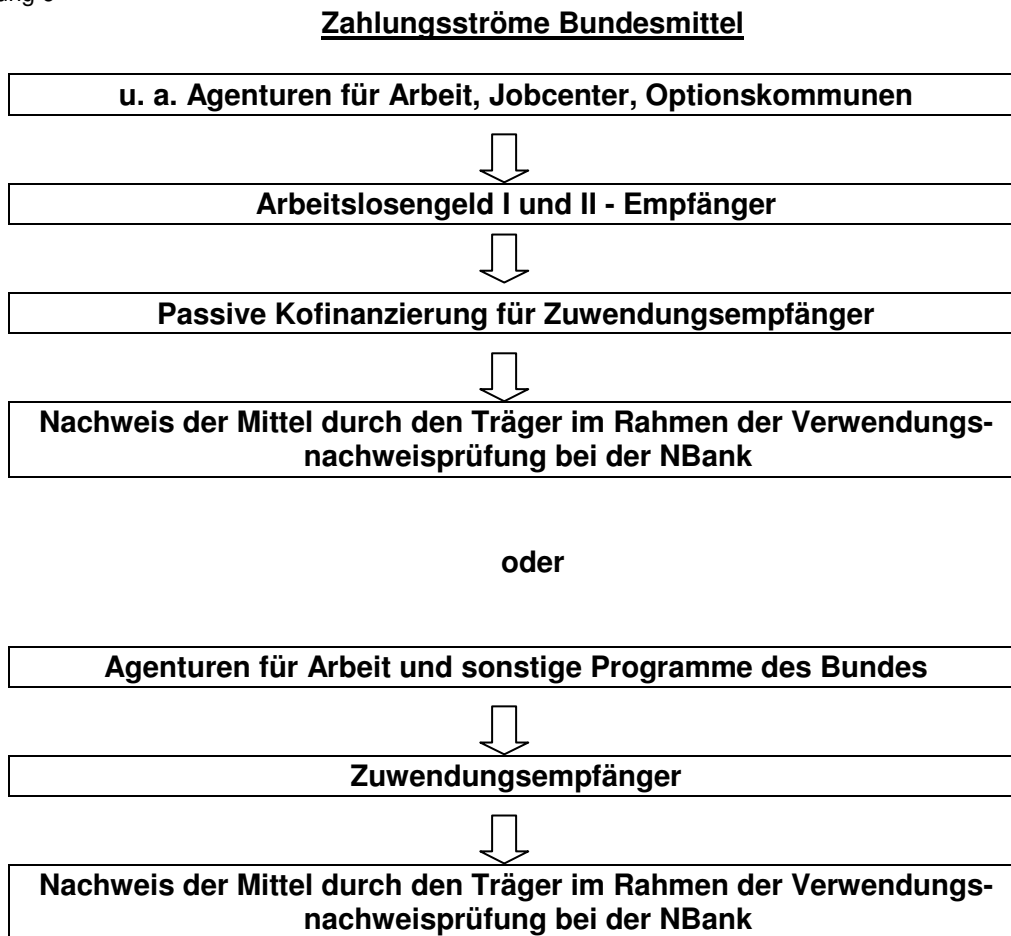 Zahlungsströme Bundesmittel
u. a. Agenturen für Arbeit, Jobcenter, Optionskommunen
Arbeitslosengeld I und II - Empfänger
Passive Kofinanzierung für Zuwendungsempfänger
Nachweis der Mittel durch den Träger im Rahmen der Verwendungs-
nachweisprüfung bei der NBank
oder
Agenturen für Arbeit und sonstige Programme des Bundes
Zuwendungsempfänger
Nachweis der Mittel durch den Träger im Rahmen der Verwendungs-
nachweisprüfung bei der NBank